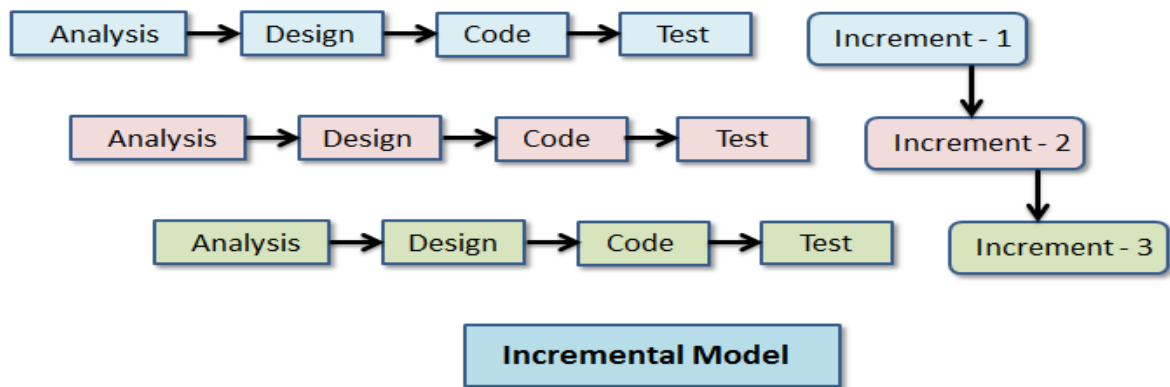 Analysis Design Code Test Increment - 1
Analysis Design Code Test Increment - 2
Analysis Design Code Test Increment - 3
Incremental Model